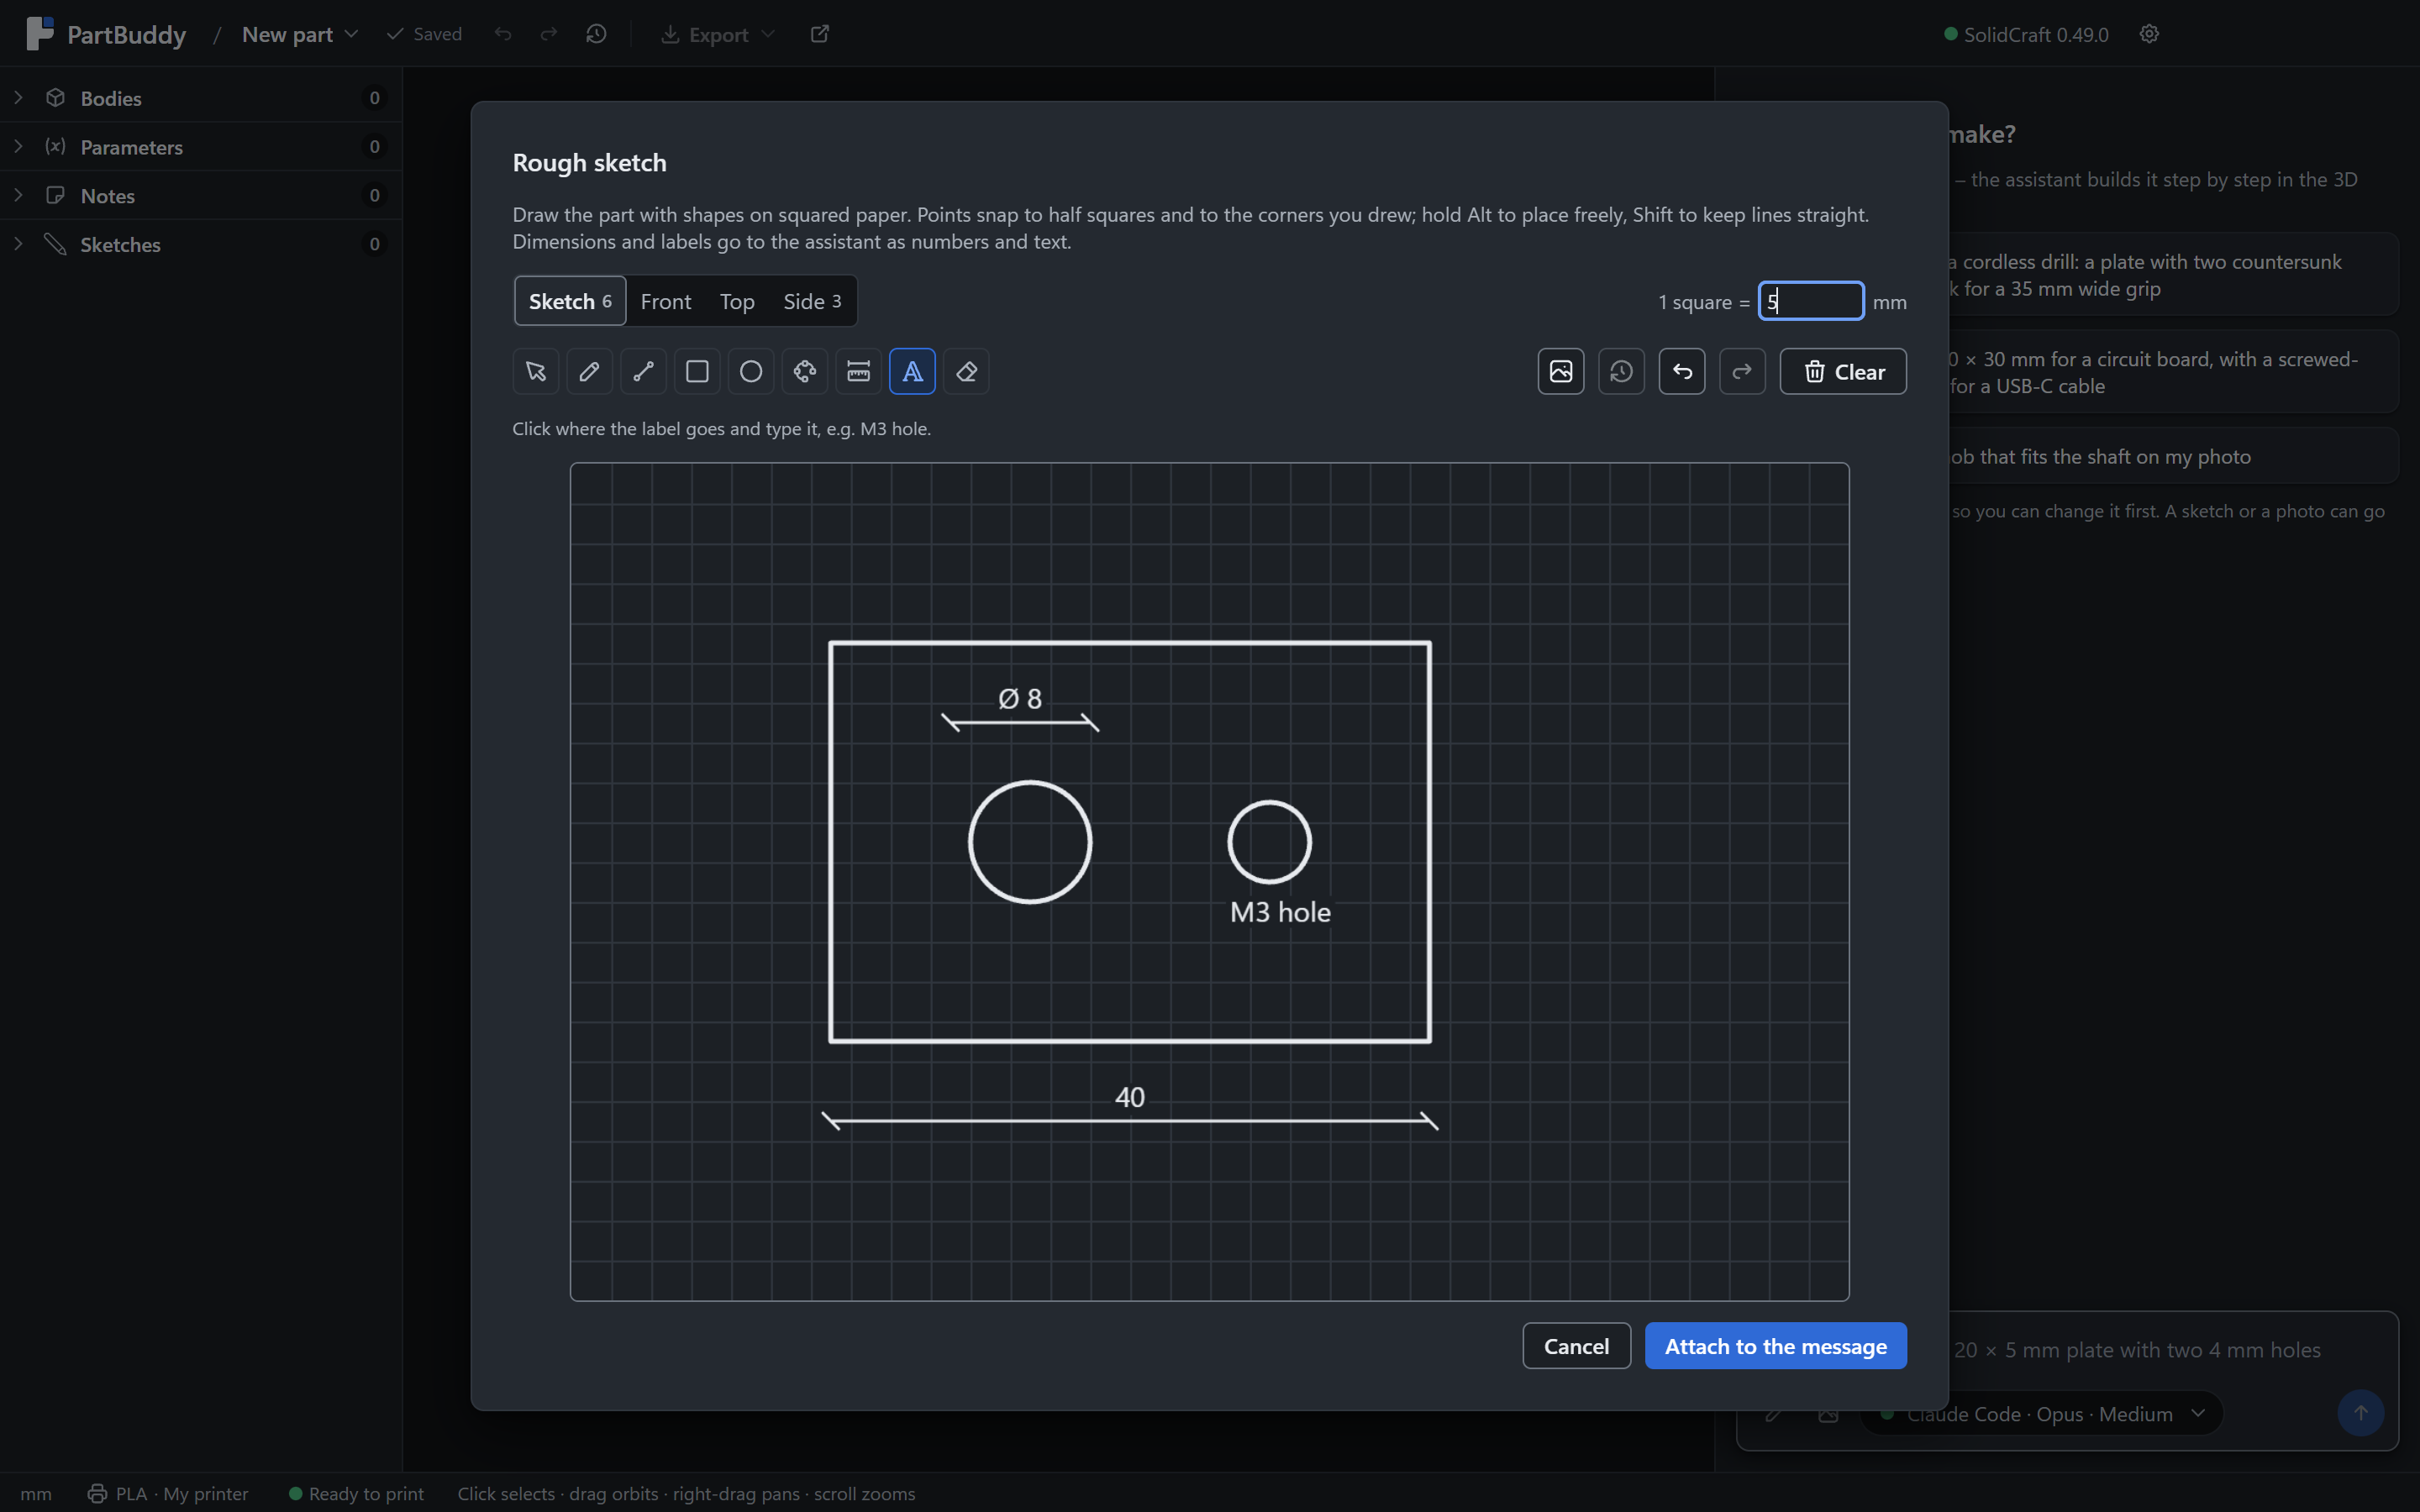 PartBuddy / New part Saved Export SolidCraft 0.49.0
Bodies 0
Parameters 0
Notes 0
Sketches 0
make?
– the assistant builds it step by step in the 3D
a cordless drill: a plate with two countersunk
k for a 35 mm wide grip
0 × 30 mm for a circuit board, with a screwed-
for a USB-C cable
ob that fits the shaft on my photo
so you can change it first. A sketch or a photo can go
Rough sketch
Draw the part with shapes on squared paper. Points snap to half squares and to the corners you drew; hold Alt to place freely, Shift to keep lines straight.
Dimensions and labels go to the assistant as numbers and text.
Sketch 6 Front Top Side 3 1 square = 5 mm
Clear
Click where the label goes and type it, e.g. M3 hole.
Ø 8
M3 hole
40
Cancel Attach to the message
20 × 5 mm plate with two 4 mm holes
Claude Code · Opus · Medium
mm PLA · My printer Ready to print Click selects · drag orbits · right-drag pans · scroll zooms